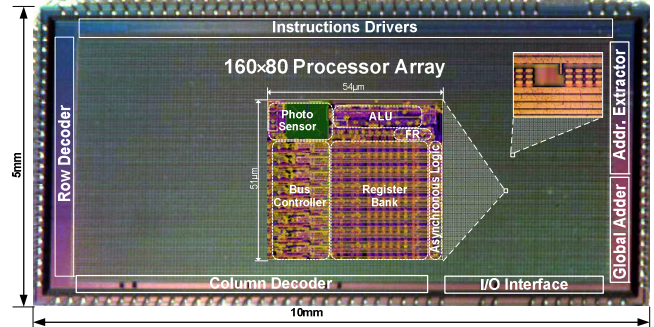 Instructions Drivers
160×80 Processor Array
54µm
Photo
Sensor
ALU
FR
51µm
Bus
Controller
Register
Bank
Asynchronous Logic
Row Decoder
Addr. Extractor
Global Adder
Column Decoder
I/O Interface
5mm
10mm